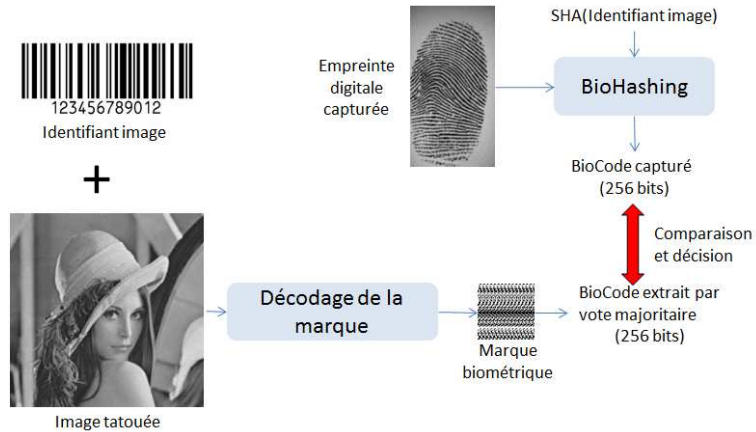 SHA(Identifiant image)
Empreinte
digitale
capturée
BioHashing
123456789012
Identifiant image
BioCode capturé
(256 bits)
+
Comparaison
et décision
Décodage de la
marque
BioCode extrait par
vote majoritaire
(256 bits)
Marque
biométrique
Image tatouée